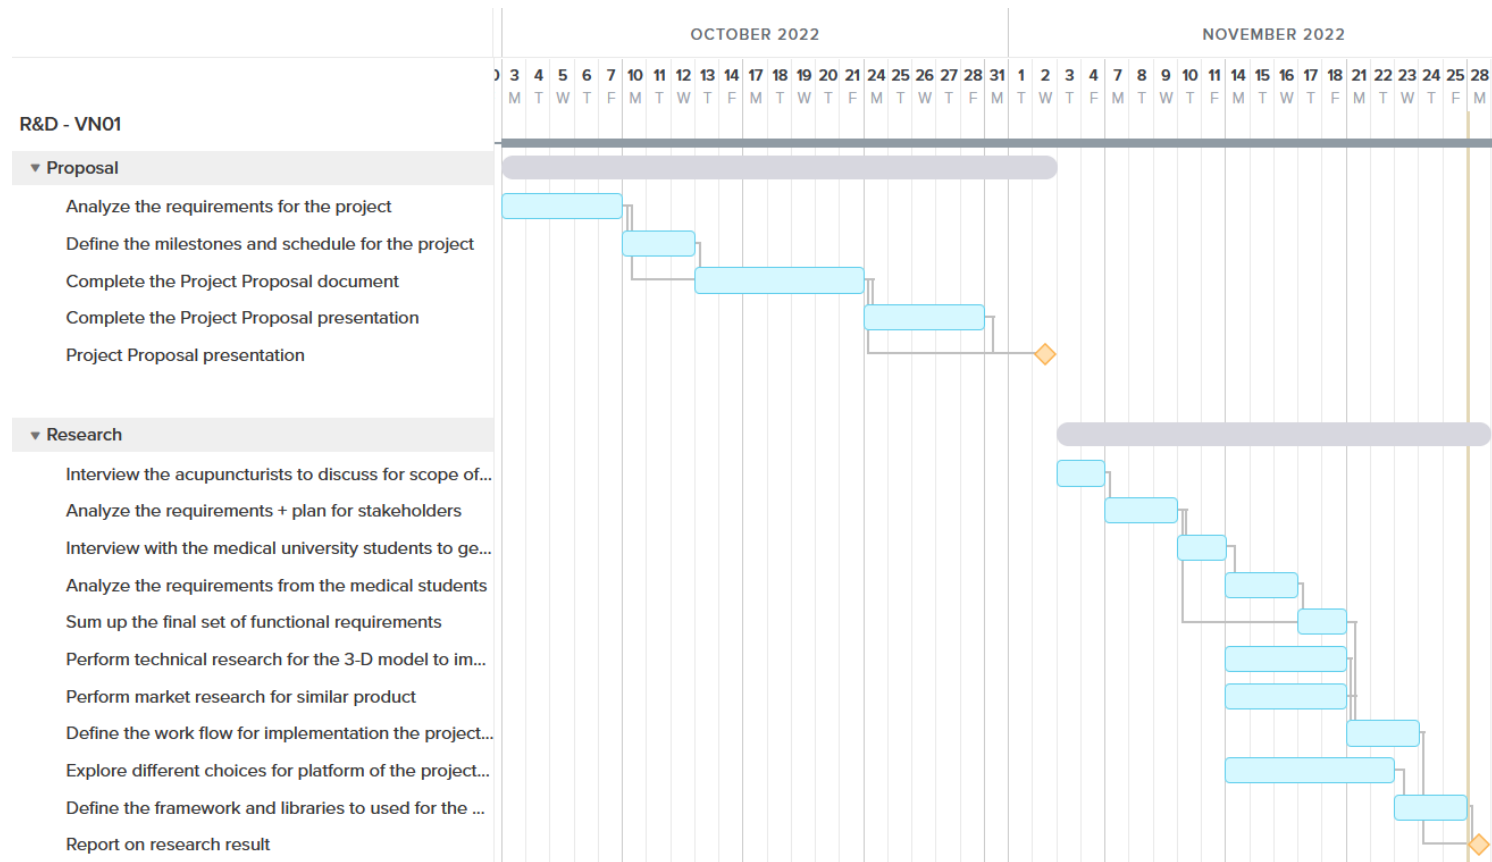 OCTOBER 2022 NOVEMBER 2022
3 4 5 6 7 10 11 12 13 14 17 18 19 20 21 24 25 26 27 28 31 1 2 3 4 7 8 9 10 11 14 15 16 17 18 21 22 23 24 25 28
M T W T F M T W T F M T W T F M T W T F M T W T F M T W T F M T W T F M T W T F M
R&D - VN01
Proposal
Analyze the requirements for the project
Define the milestones and schedule for the project
Complete the Project Proposal document
Complete the Project Proposal presentation
Project Proposal presentation
Research
Interview the acupuncturists to discuss for scope of...
Analyze the requirements + plan for stakeholders
Interview with the medical university students to ge...
Analyze the requirements from the medical students
Sum up the final set of functional requirements
Perform technical research for the 3-D model to im...
Perform market research for similar product
Define the work flow for implementation the project...
Explore different choices for platform of the project...
Define the framework and libraries to used for the ...
Report on research result